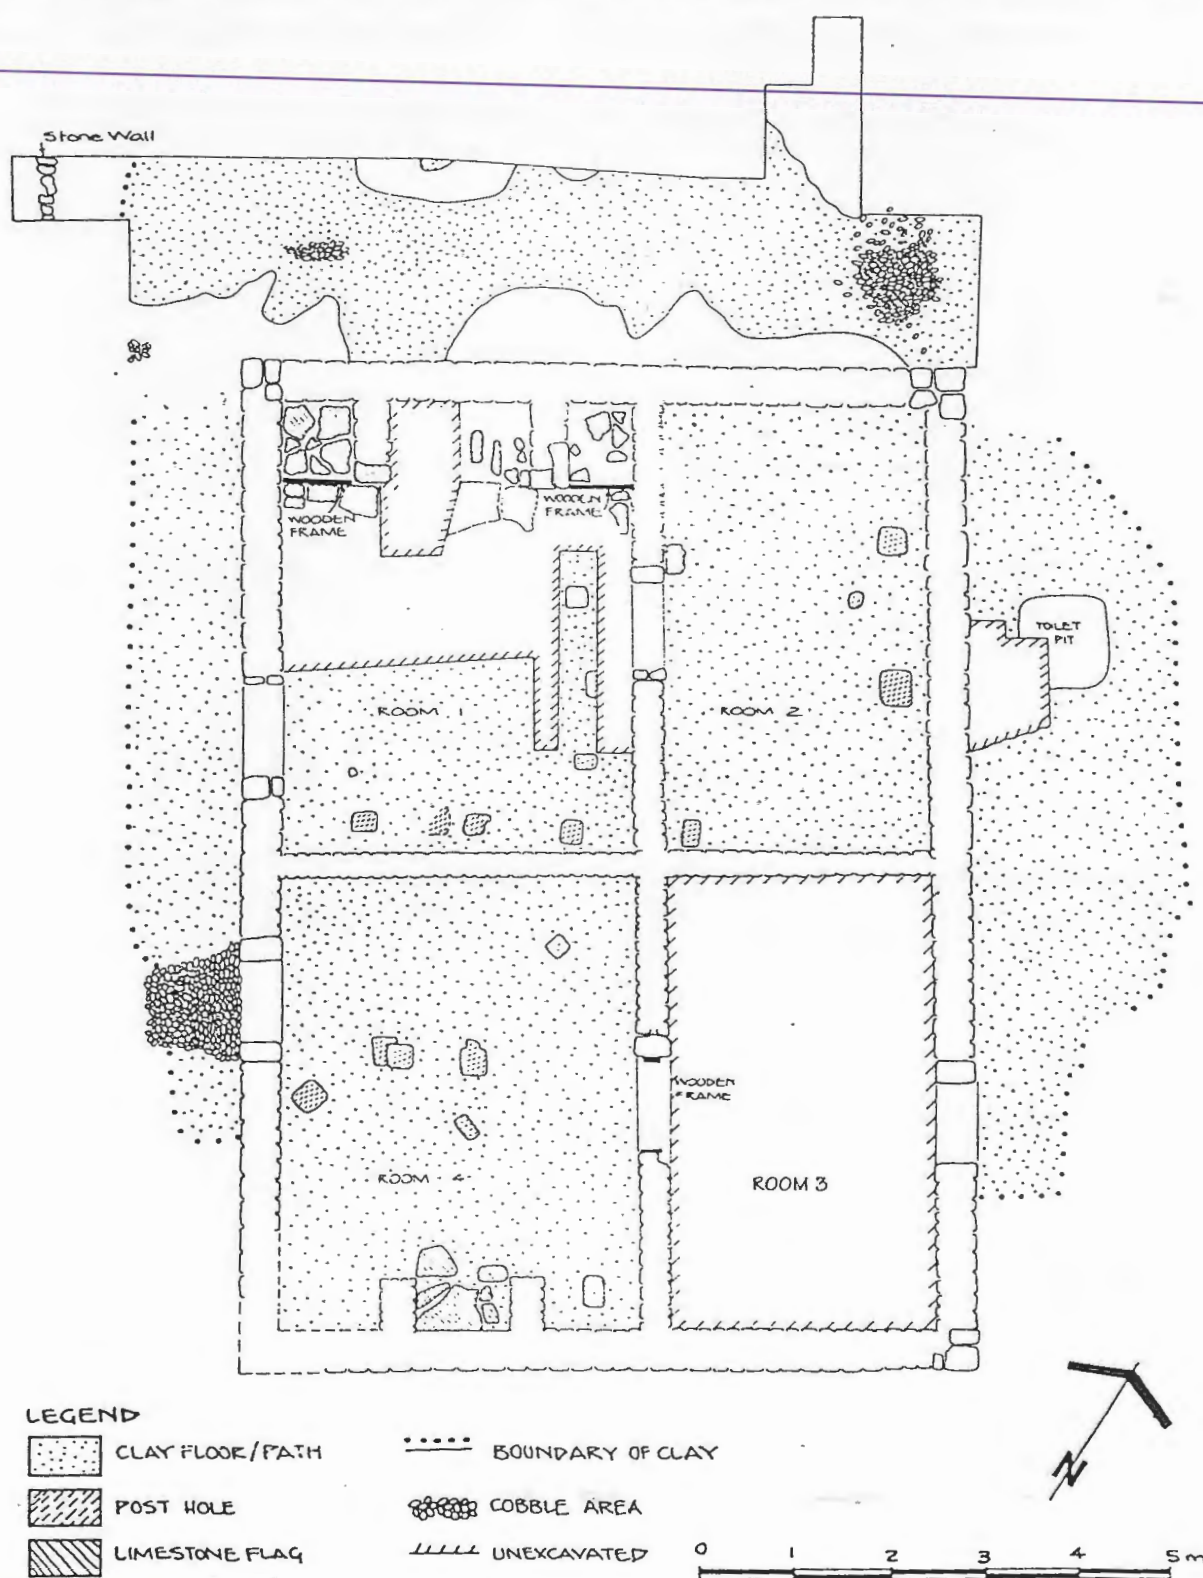 Stone Wall
WOODEN
FRAME
WOODEN
FRAME
TOILET
PIT
ROOM 1
ROOM 2
WOODEN
FRAME
ROOM 4
ROOM 3
N
LEGEND
CLAY FLOOR/PATH
BOUNDARY OF CLAY
POST HOLE
COBBLE AREA
LIMESTONE FLAG
UNEXCAVATED
0 1 2 3 4 5 m